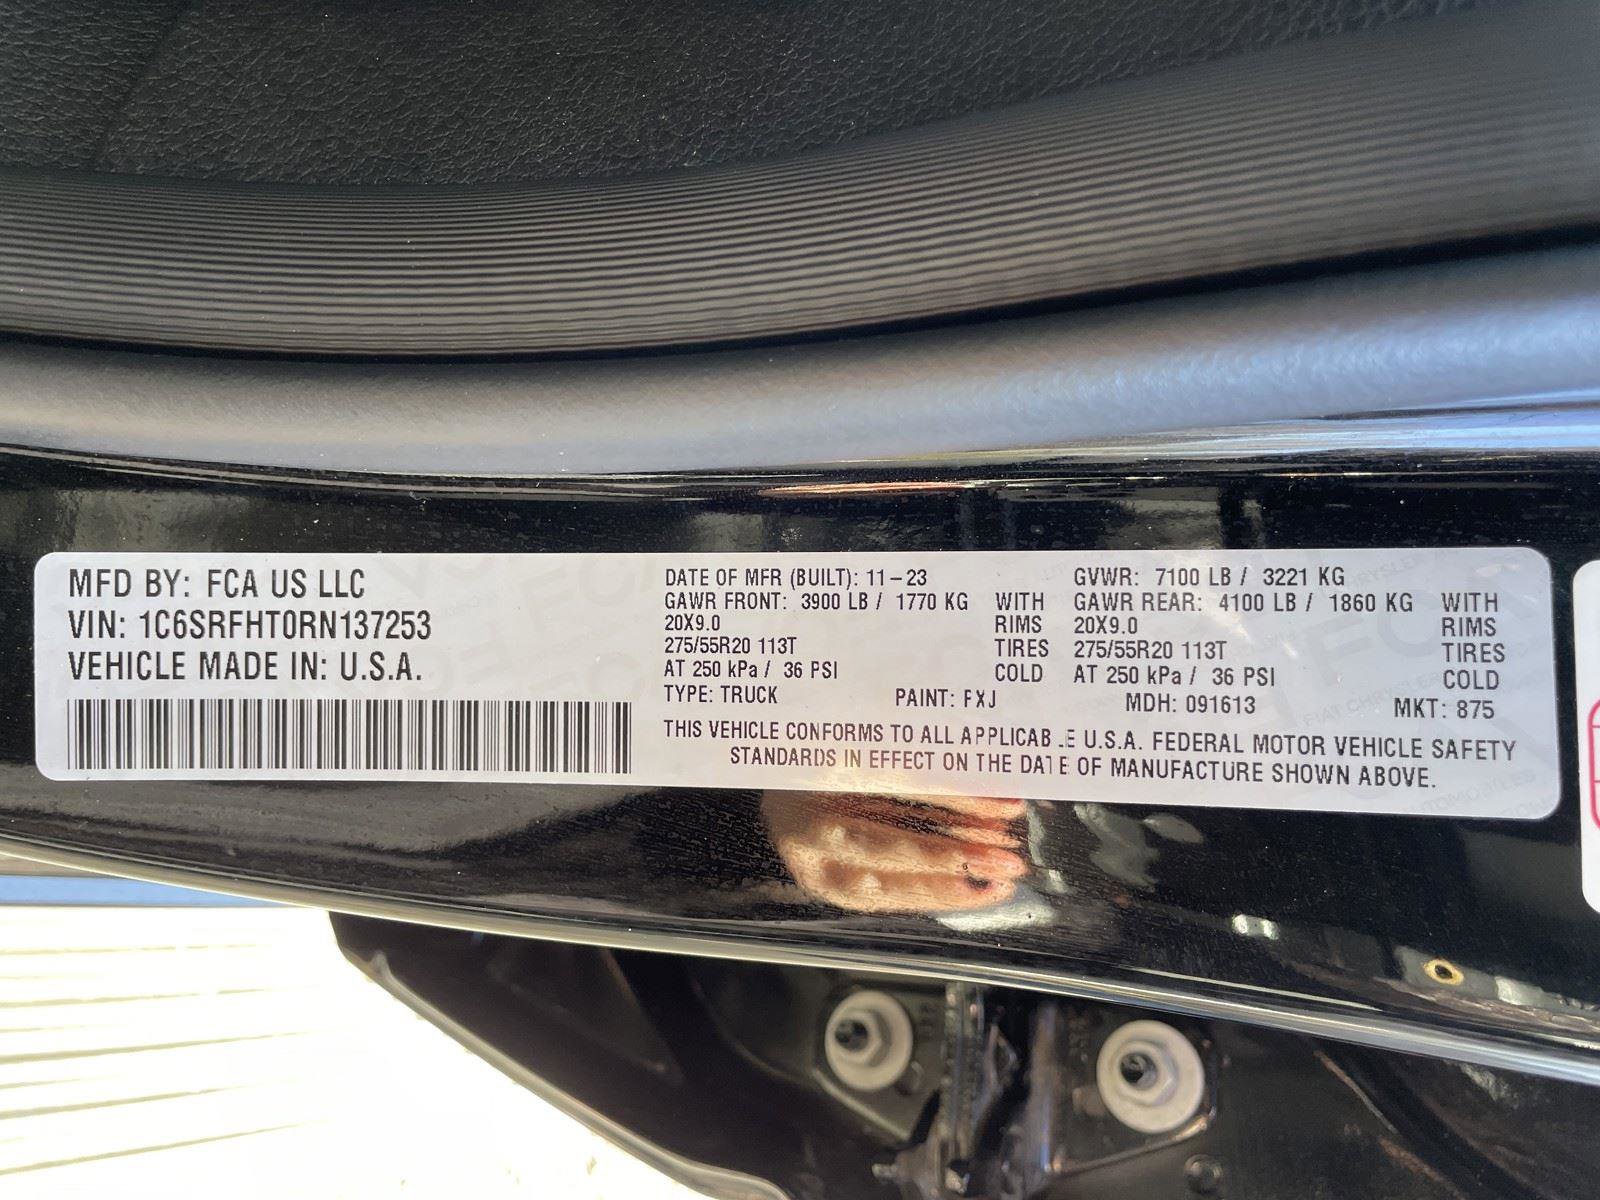 MFD BY: FCA US LLC
VIN: 1C6SRFHT0RN137253
VEHICLE MADE IN: U.S.A.
DATE OF MFR (BUILT): 11-23
GAWR FRONT: 3900 LB / 1770 KG WITH
20X9.0 RIMS
275/55R20 113T TIRES
AT 250 kPa / 36 PSI COLD
GVWR: 7100 LB / 3221 KG
GAWR REAR: 4100 LB / 1860 KG WITH
20X9.0 RIMS
275/55R20 113T TIRES
AT 250 kPa / 36 PSI COLD
TYPE: TRUCK PAINT: PXJ MDH: 091613 MKT: 875
THIS VEHICLE CONFORMS TO ALL APPLICABLE U.S.A. FEDERAL MOTOR VEHICLE SAFETY
STANDARDS IN EFFECT ON THE DATE OF MANUFACTURE SHOWN ABOVE.